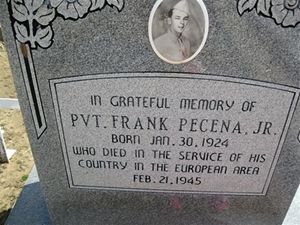 IN GRATEFUL MEMORY OF
PVT. FRANK PECENA, JR.
BORN JAN. 30, 1924
WHO DIED IN THE SERVICE OF HIS
COUNTRY IN THE EUROPEAN AREA
FEB. 21, 1945